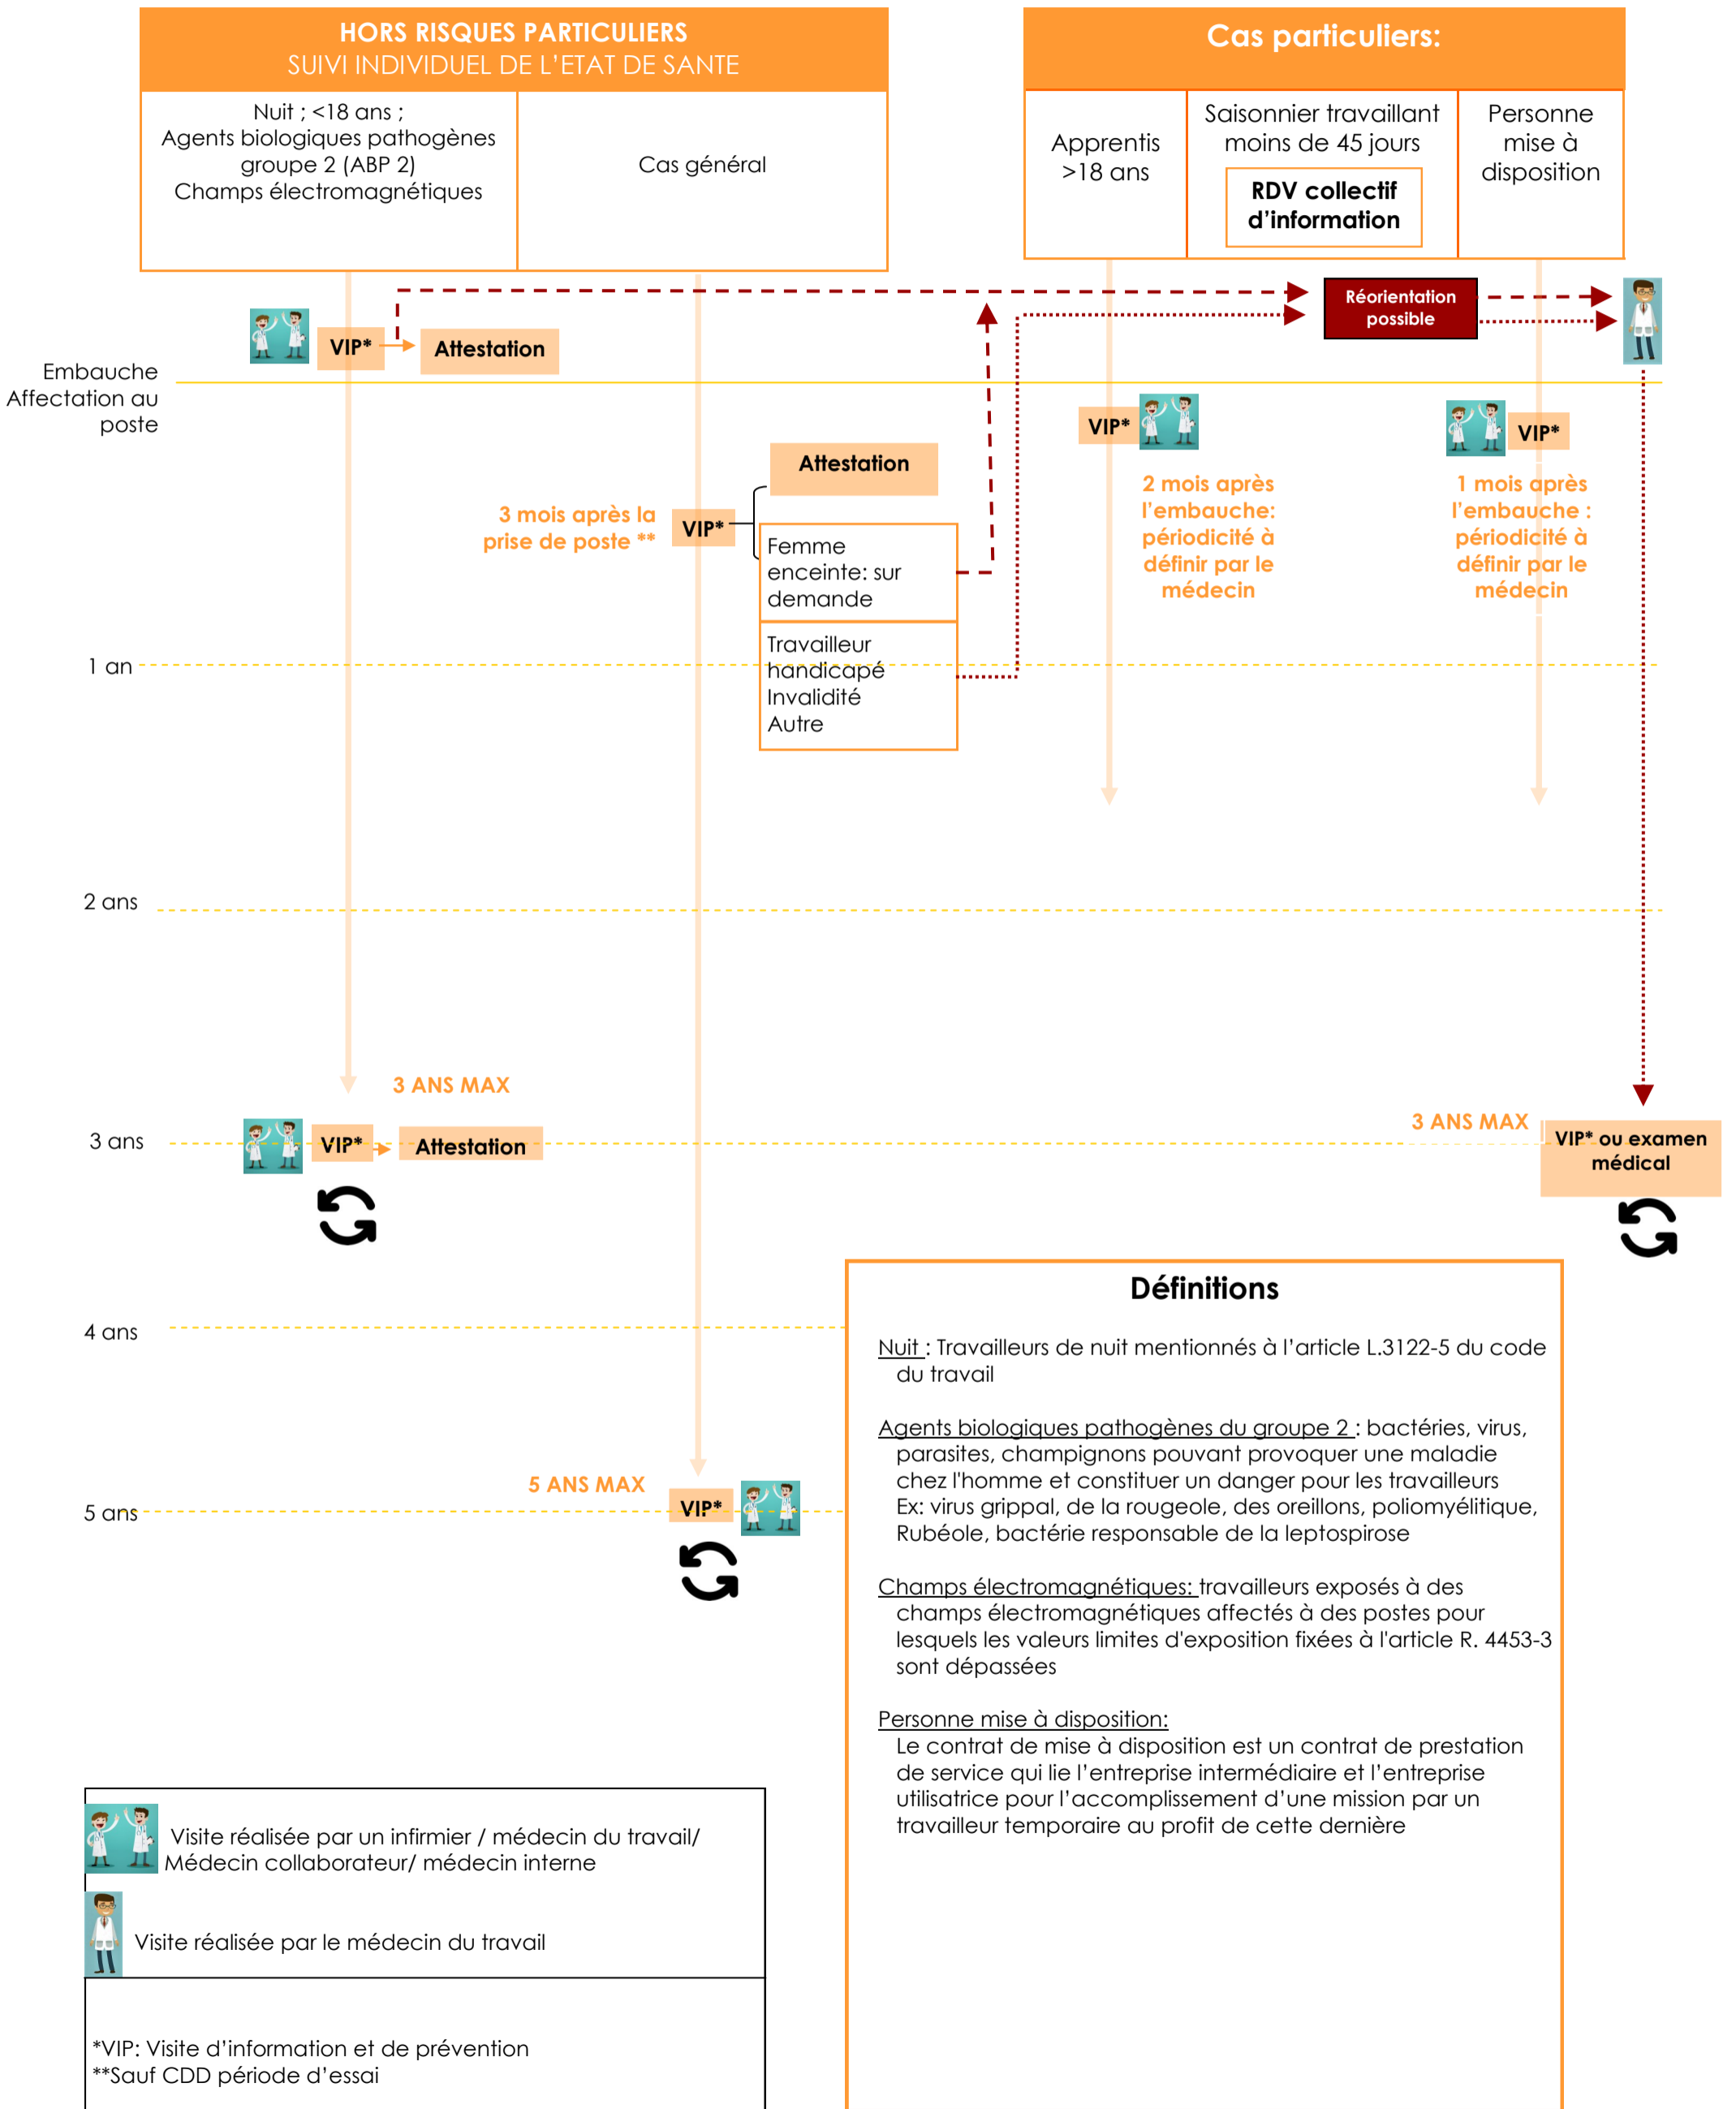 HORS RISQUES PARTICULIERS
SUIVI INDIVIDUEL DE L'ETAT DE SANTE
Nuit ; <18 ans ;
Agents biologiques pathogènes
groupe 2 (ABP 2)
Champs électromagnétiques
Cas général
Cas particuliers:
Apprentis
>18 ans
Saisonnier travaillant
moins de 45 jours
RDV collectif
d'information
Personne
mise à
disposition
Réorientation
possible
VIP*
Attestation
Embauche
Affectation au
poste
VIP*
VIP*
Attestation
3 mois après la
prise de poste **
VIP*
Femme
enceinte: sur
demande
Travailleur
handicapé
Invalidité
Autre
2 mois après
l'embauche:
périodicité à
définir par le
médecin
1 mois après
l'embauche :
périodicité à
définir par le
médecin
1 an
2 ans
3 ANS MAX
3 ans
VIP*
Attestation
3 ANS MAX
VIP* ou examen
médical
4 ans
5 ANS MAX
5 ans
VIP*
Définitions
Nuit : Travailleurs de nuit mentionnés à l'article L.3122-5 du code
du travail
Agents biologiques pathogènes du groupe 2 : bactéries, virus,
parasites, champignons pouvant provoquer une maladie
chez l'homme et constituer un danger pour les travailleurs
Ex: virus grippal, de la rougeole, des oreillons, poliomyélitique,
Rubéole, bactérie responsable de la leptospirose
Champs électromagnétiques: travailleurs exposés à des
champs électromagnétiques affectés à des postes pour
lesquels les valeurs limites d'exposition fixées à l'article R. 4453-3
sont dépassées
Personne mise à disposition:
Le contrat de mise à disposition est un contrat de prestation
de service qui lie l'entreprise intermédiaire et l'entreprise
utilisatrice pour l'accomplissement d'une mission par un
travailleur temporaire au profit de cette dernière
Visite réalisée par un infirmier / médecin du travail/
Médecin collaborateur/ médecin interne
Visite réalisée par le médecin du travail
*VIP: Visite d'information et de prévention
**Sauf CDD période d'essai